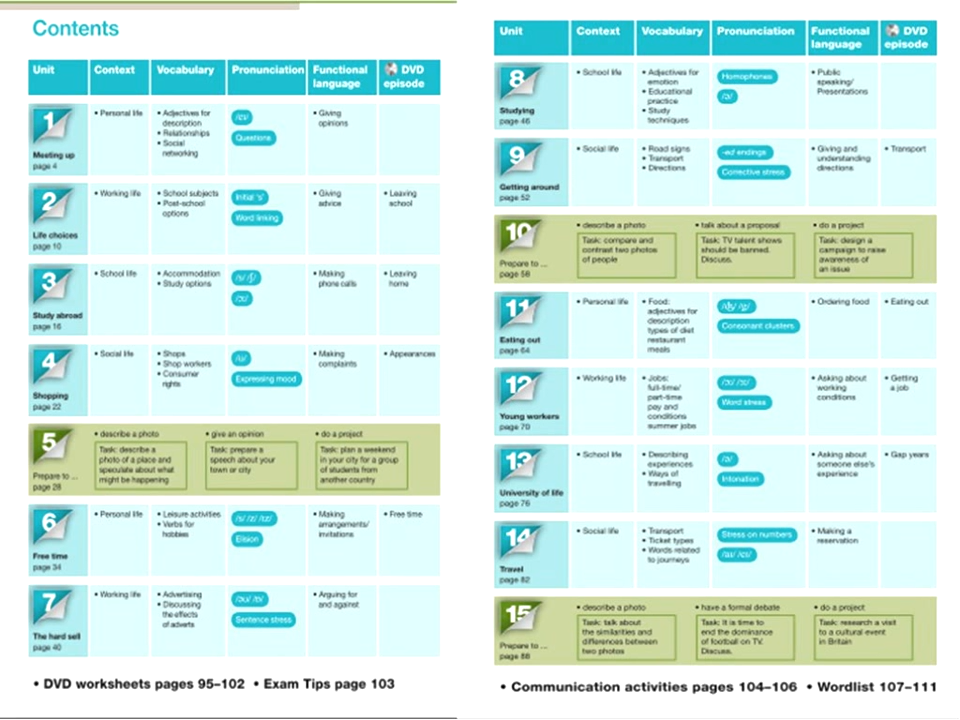 Contents
Unit Context Vocabulary Pronunciation Functional language DVD episode
1
Meeting up
page 4
• Personal life
• Adjectives for
description
• Relationships
• Social
networking
Questions
• Giving
opinions
2
Life choices
page 10
• Working life
• School subjects
• Post-school
options
Initial 's'
Word linking
• Giving
advice
• Leaving
school
3
Study abroad
page 16
• School life
• Accommodation
• Study options
/s/ /ʃ/
• Making
phone calls
• Leaving
home
4
Shopping
page 22
• Social life
• Shops
• Shop workers
• Consumer
rights
Expressing mood
• Making
complaints
• Appearances
5
Prepare to ...
page 28
• describe a photo
Task: describe a
photo of a place and
speculate about what
might be happening
• give an opinion
Task: prepare a
speech about your
town or city
• do a project
Task: plan a weekend
in your city for a group
of students from
another country
6
Free time
page 34
• Personal life
• Leisure activities
• Verbs for
hobbies
/s/ /z/ /ɪz/
Elision
• Making
arrangements/
invitations
• Free time
7
The hard sell
page 40
• Working life
• Advertising
• Discussing
the effects
of adverts
Sentence stress
• Arguing for
and against
• DVD worksheets pages 95–102 • Exam Tips page 103
Unit Context Vocabulary Pronunciation Functional language DVD episode
8
Studying
page 46
• School life
• Adjectives for
emotion
• Educational
practice
• Study
techniques
Homophones
• Public
speaking/
Presentations
9
Getting around
page 52
• Social life
• Road signs
• Transport
• Directions
-ed endings
Corrective stress
• Giving and
understanding
directions
• Transport
10
Prepare to ...
page 58
• describe a photo
Task: compare and
contrast two photos
of people
• talk about a proposal
Task: TV talent shows
should be banned.
Discuss.
• do a project
Task: design a
campaign to raise
awareness of
an issue
11
Eating out
page 64
• Personal life
• Food:
adjectives for
description
types of diet
restaurant
meals
/dʒ/ /g/
Consonant clusters
• Ordering food
• Eating out
12
Young workers
page 70
• Working life
• Jobs:
full-time/
part-time
pay and
conditions
summer jobs
Word stress
• Asking about
working
conditions
• Getting
a job
13
University of life
page 76
• School life
• Describing
experiences
• Ways of
travelling
Intonation
• Asking about
someone else's
experience
• Gap years
14
Travel
page 82
• Social life
• Transport
• Ticket types
• Words related
to journeys
Stress on numbers
• Making a
reservation
15
Prepare to ...
page 88
• describe a photo
Task: talk about
the similarities and
differences between
two photos
• have a formal debate
Task: It is time to
end the dominance
of football on TV.
Discuss.
• do a project
Task: research a visit
to a cultural event
in Britain
• Communication activities pages 104–106 • Wordlist 107–111